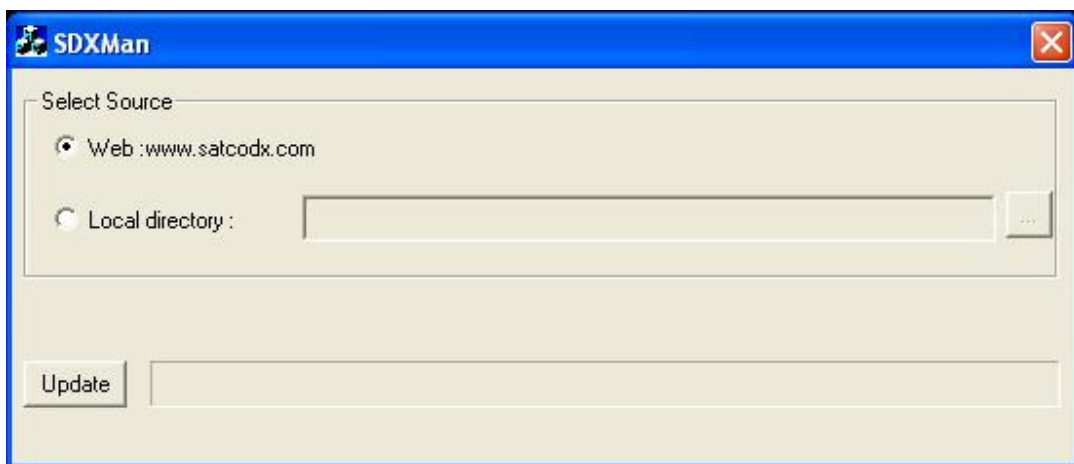 SDXMan
Select Source
Web :www.satcodx.com
Local directory :
...
Update